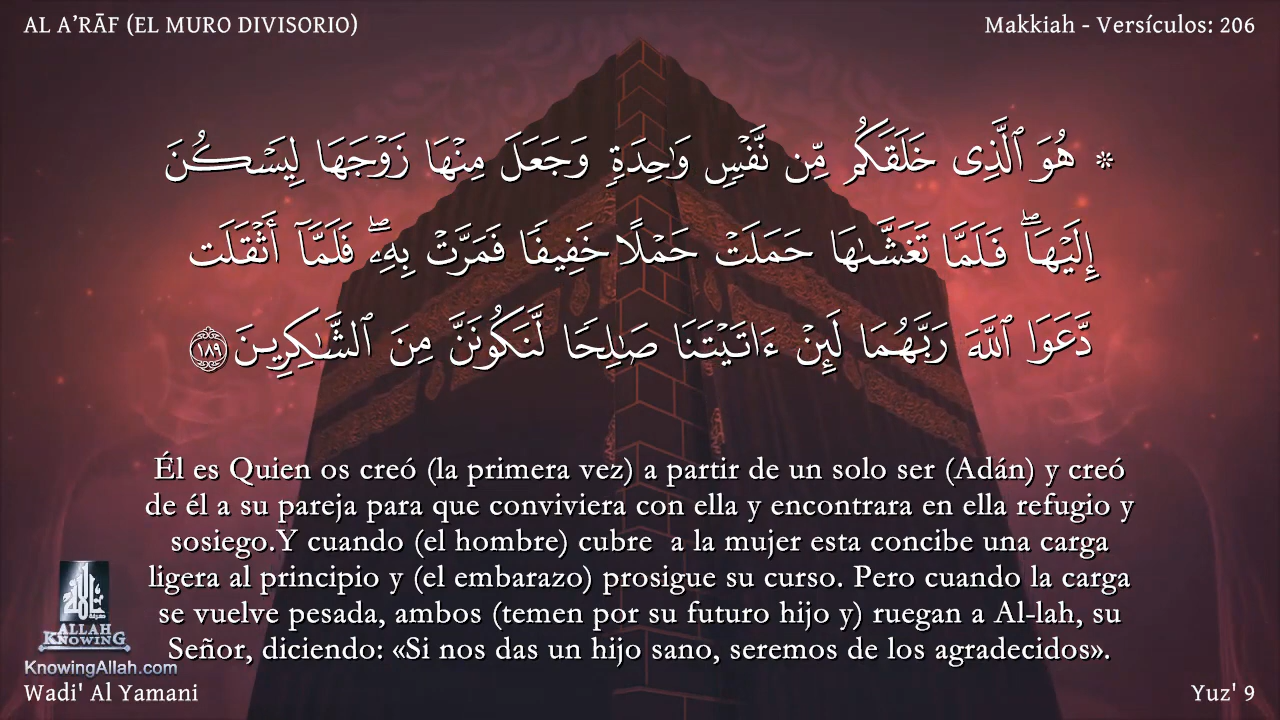 AL A’RĀF (EL MURO DIVISORIO)
Makkiah - Versículos: 206
۞ هُوَ ٱلَّذِى خَلَقَكُم مِّن نَّفْسٍ وَٰحِدَةٍ وَجَعَلَ مِنْهَا زَوْجَهَا لِيَسْكُنَ
إِلَيْهَا ۖ فَلَمَّا تَغَشَّىٰهَا حَمَلَتْ حَمْلًا خَفِيفًا فَمَرَّتْ بِهِۦ ۖ فَلَمَّآ أَثْقَلَت
دَّعَوَا ٱللَّهَ رَبَّهُمَا لَئِنْ ءَاتَيْتَنَا صَٰلِحًا لَّنَكُونَنَّ مِنَ ٱلشَّٰكِرِينَ ١٨٩
Él es Quien os creó (la primera vez) a partir de un solo ser (Adán) y creó
de él a su pareja para que conviviera con ella y encontrara en ella refugio y
sosiego.Y cuando (el hombre) cubre  a la mujer esta concibe una carga
ligera al principio y (el embarazo) prosigue su curso. Pero cuando la carga
se vuelve pesada, ambos (temen por su futuro hijo y) ruegan a Al-lah, su
Señor, diciendo: «Si nos das un hijo sano, seremos de los agradecidos».
ALLAH
KNOWING
KnowingAllah.com
Wadi' Al Yamani
Yuz' 9